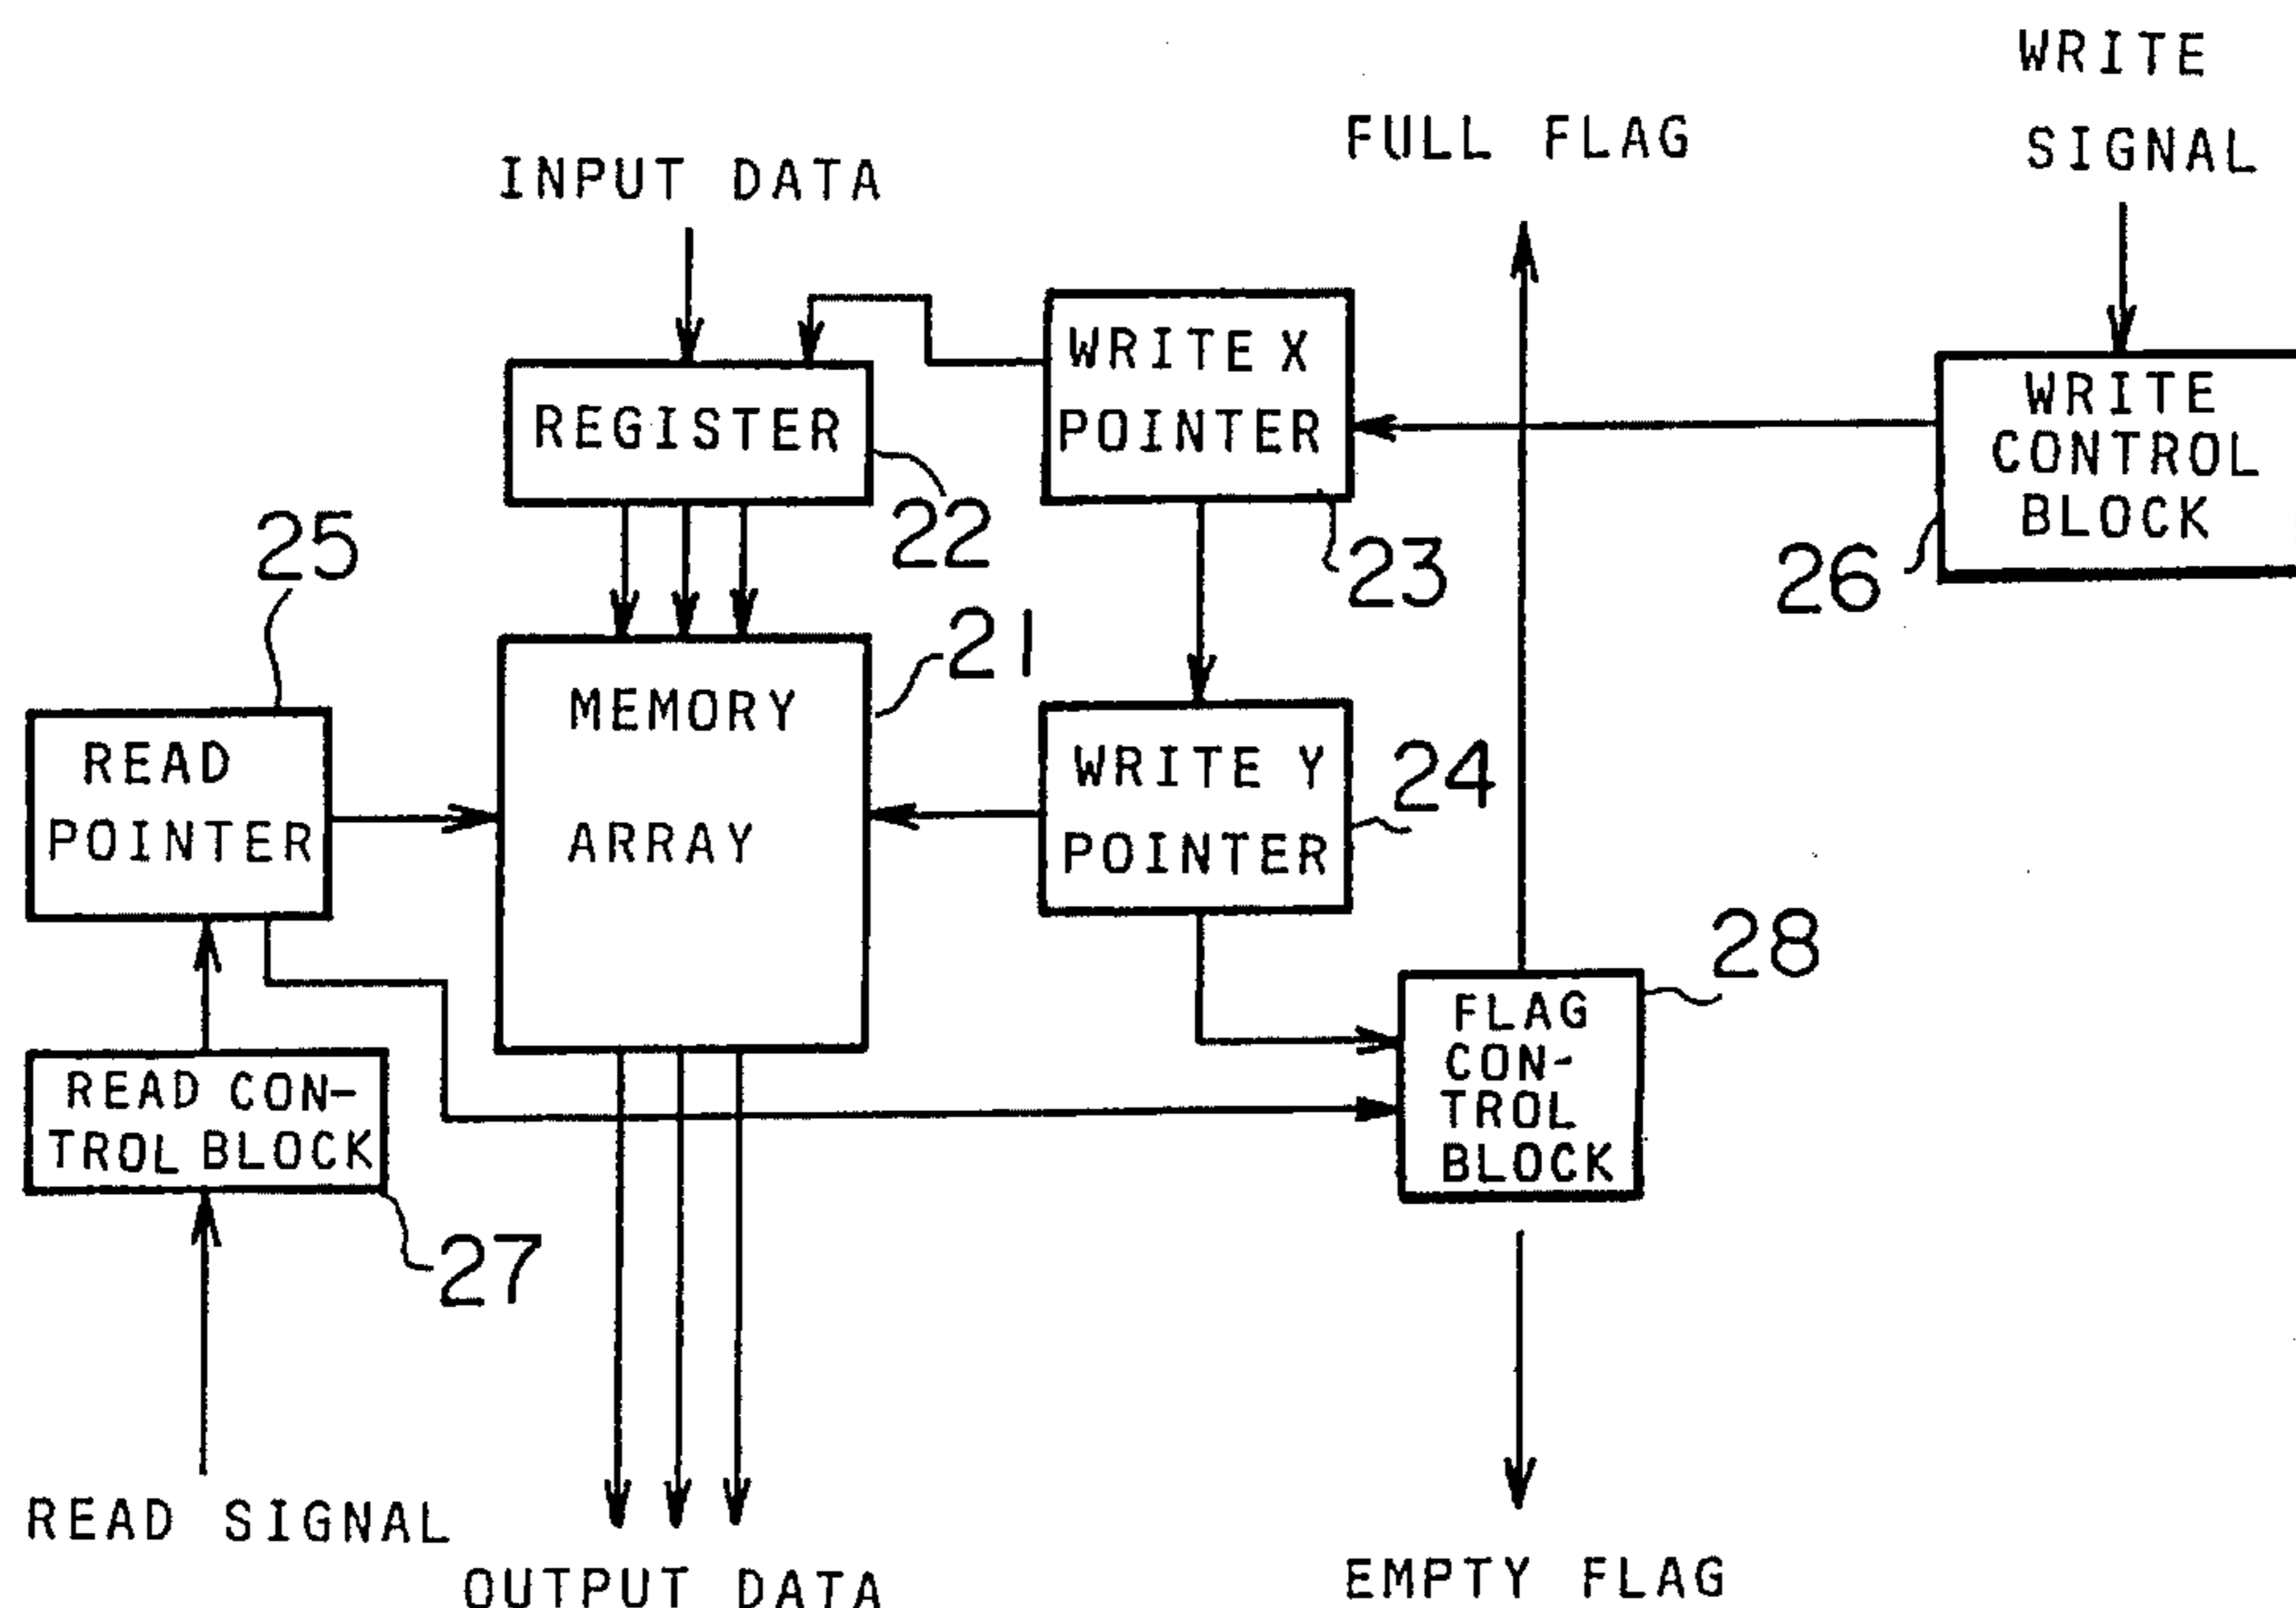 WRITE
SIGNAL
FULL FLAG
INPUT DATA
WRITE X
POINTER
REGISTER
WRITE
CONTROL
BLOCK
22
23
26
25
21
MEMORY
ARRAY
READ
POINTER
WRITE Y
POINTER
24
28
FLAG
CON-
TROL
BLOCK
READ CON-
TROL BLOCK
27
READ SIGNAL
OUTPUT DATA
EMPTY FLAG